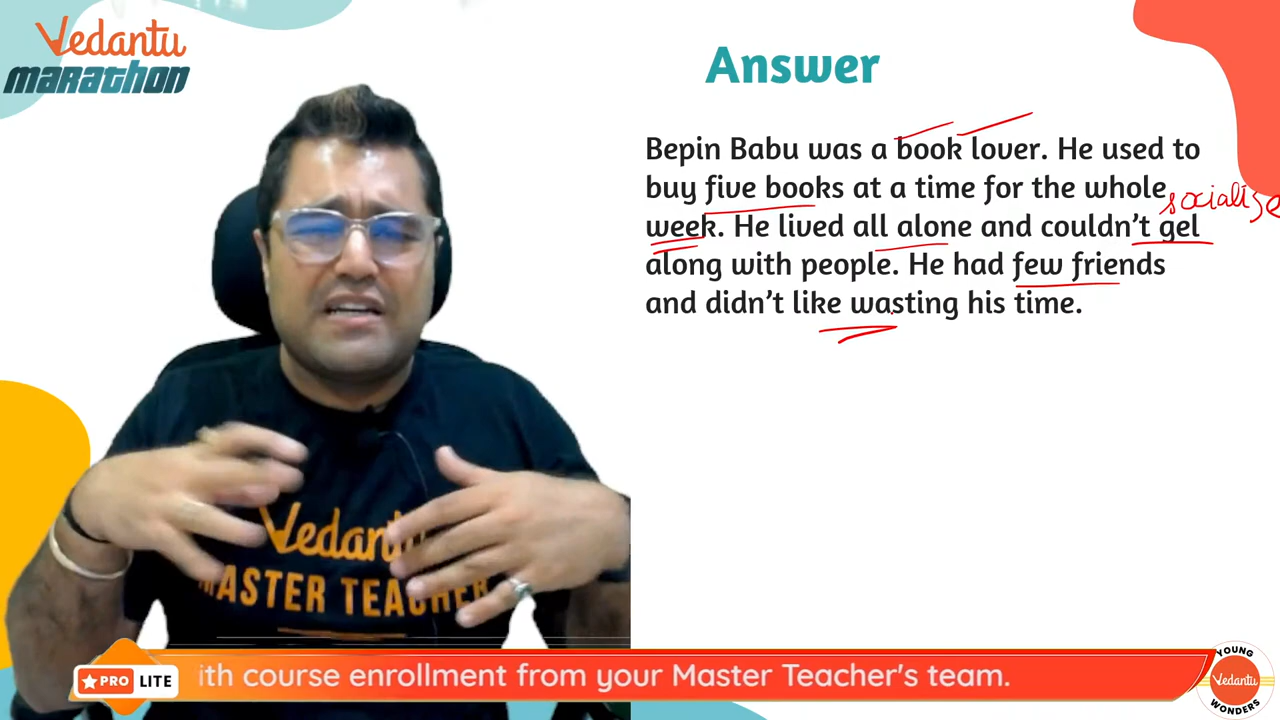 Vedantu
marathon
Answer
Bepin Babu was a book lover. He used to
buy five books at a time for the whole
socialize
week. He lived all alone and couldn't gel
along with people. He had few friends
and didn't like wasting his time.
Vedantu
MASTER TEACHER
PRO LITE
ith course enrollment from your Master Teacher's team.
YOUNG
Vedantu
WONDERS